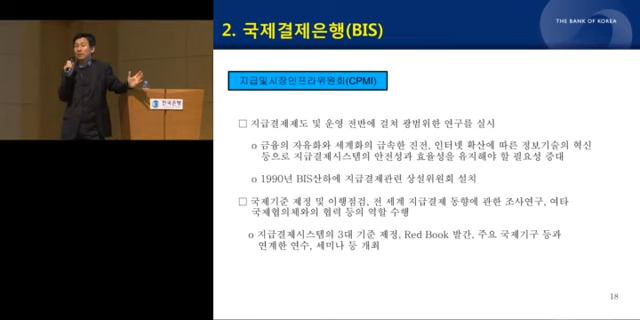 THE BANK OF KOREA
2. 국제결제은행(BIS)
지급및시장인프라위원회(CPMI)
□ 지급결제제도 및 운영 전반에 걸쳐 광범위한 연구를 실시
o 금융의 자유화와 세계화의 급속한 진전, 인터넷 확산에 따른 정보기술의 혁신
등으로 지급결제시스템의 안전성과 효율성을 유지해야 할 필요성 증대
o 1990년 BIS산하에 지급결제관련 상설위원회 설치
□ 국제기준 제정 및 이행점검, 전 세계 지급결제 동향에 관한 조사연구, 여타
국제협의체와의 협력 등의 역할 수행
o 지급결제시스템의 3대 기준 제정, Red Book 발간, 주요 국제기구 등과
연계한 연수, 세미나 등 개최
한국은행
18